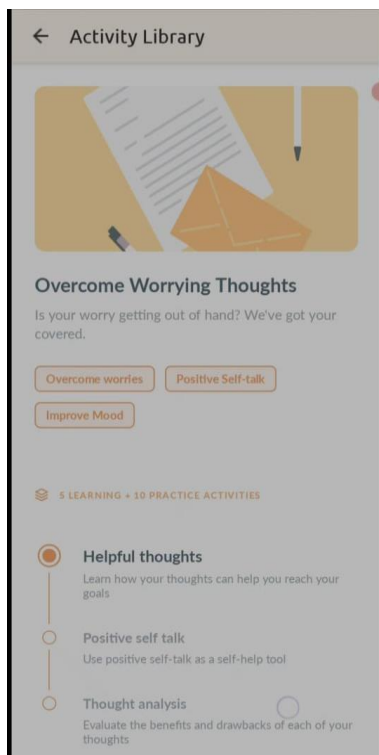 Activity Library
Overcome Worrying Thoughts
Is your worry getting out of hand? We've got your
covered.
Overcome worries
Positive Self-talk
Improve Mood
5 LEARNING + 10 PRACTICE ACTIVITIES
Helpful thoughts
Learn how your thoughts can help you reach your
goals
Positive self talk
Use positive self-talk as a self-help tool
Thought analysis
Evaluate the benefits and drawbacks of each of your
thoughts